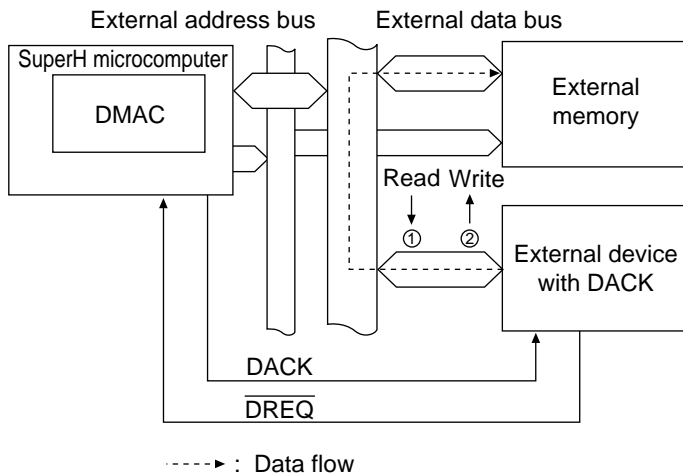 External address bus
External data bus
SuperH microcomputer
DMAC
External
memory
Read Write
① ②
External device
with DACK
DACK
DREQ
: Data flow